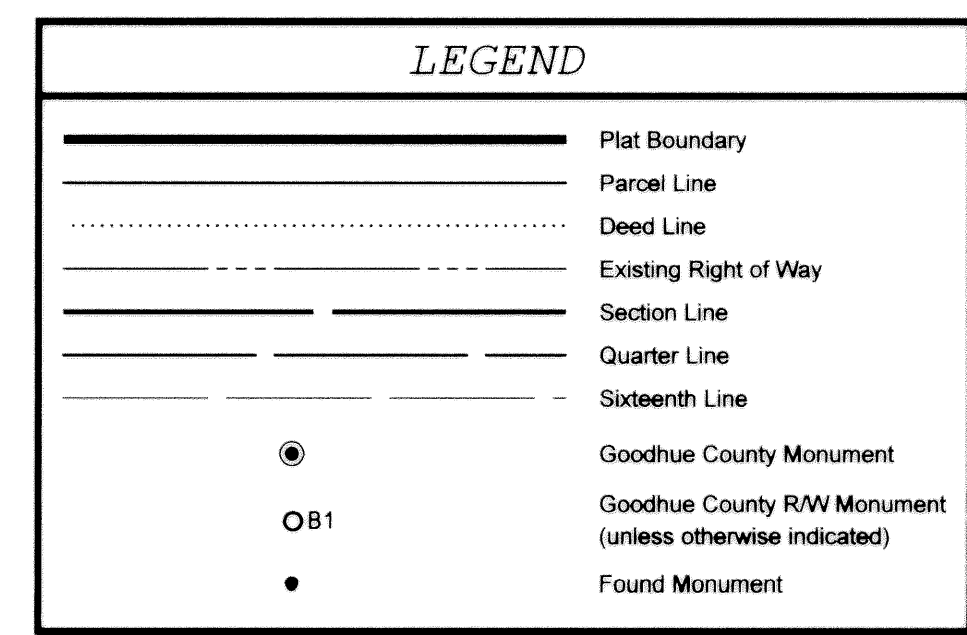 LEGEND
Plat Boundary
Parcel Line
Deed Line
Existing Right of Way
Section Line
Quarter Line
Sixteenth Line
Goodhue County Monument
B1
Goodhue County R/W Monument
(unless otherwise indicated)
Found Monument